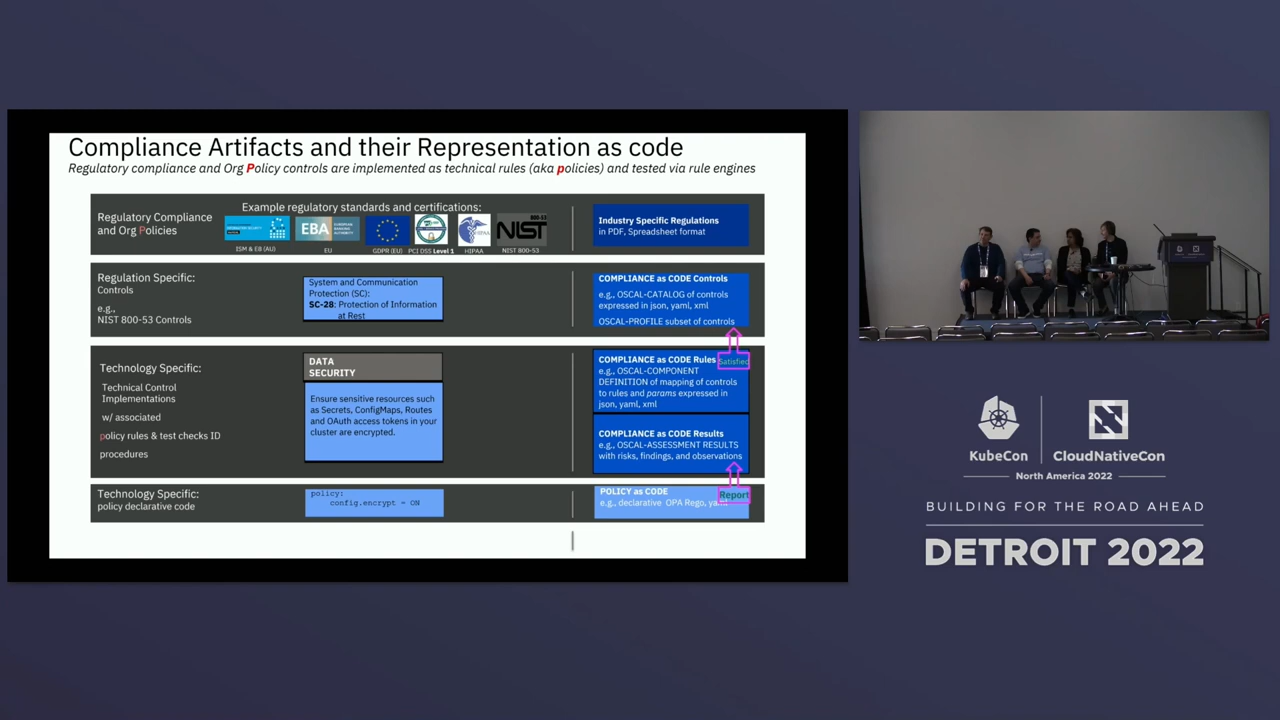 Compliance Artifacts and their Representation as code
Regulatory compliance and Org Policy controls are implemented as technical rules (aka policies) and tested via rule engines
Regulatory Compliance
and Org Policies
Example regulatory standards and certifications:
EBA
800-53
NIST
ISM & E8 (AU)
EU
GDPR (EU)
PCI DSS Level 1
HIPAA
NIST 800-53
Industry Specific Regulations
in PDF, Spreadsheet format
Regulation Specific:
Controls
e.g.,
NIST 800-53 Controls
System and Communication
Protection (SC):
SC-28: Protection of Information
at Rest
COMPLIANCE as CODE Controls
e.g., OSCAL-CATALOG of controls
expressed in json, yaml, xml
OSCAL-PROFILE subset of controls
Technology Specific:
Technical Control
Implementations
w/ associated
policy rules & test checks ID
procedures
DATA
SECURITY
Ensure sensitive resources such
as Secrets, ConfigMaps, Routes
and OAuth access tokens in your
cluster are encrypted.
COMPLIANCE as CODE Rules
Satisfied
e.g., OSCAL-COMPONENT
DEFINITION of mapping of controls
to rules and params expressed in
json, yaml, xml
COMPLIANCE as CODE Results
e.g., OSCAL-ASSESSMENT RESULTS
with risks, findings, and observations
Technology Specific:
policy declarative code
policy:
config.encrypt = ON
POLICY as CODE
Report
e.g., declarative OPA Rego,
KubeCon
CloudNativeCon
North America 2022
BUILDING FOR THE ROAD AHEAD
DETROIT 2022